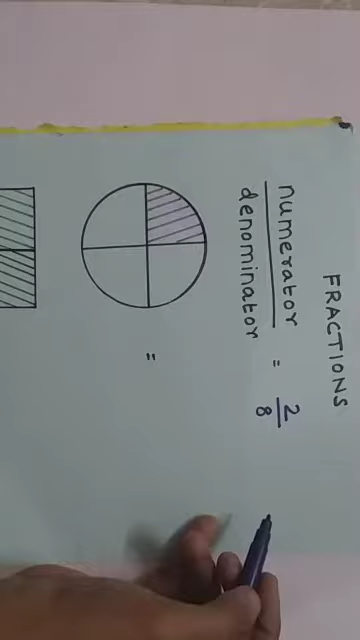 FRACTIONS
numerator = 2
denominator 8
=